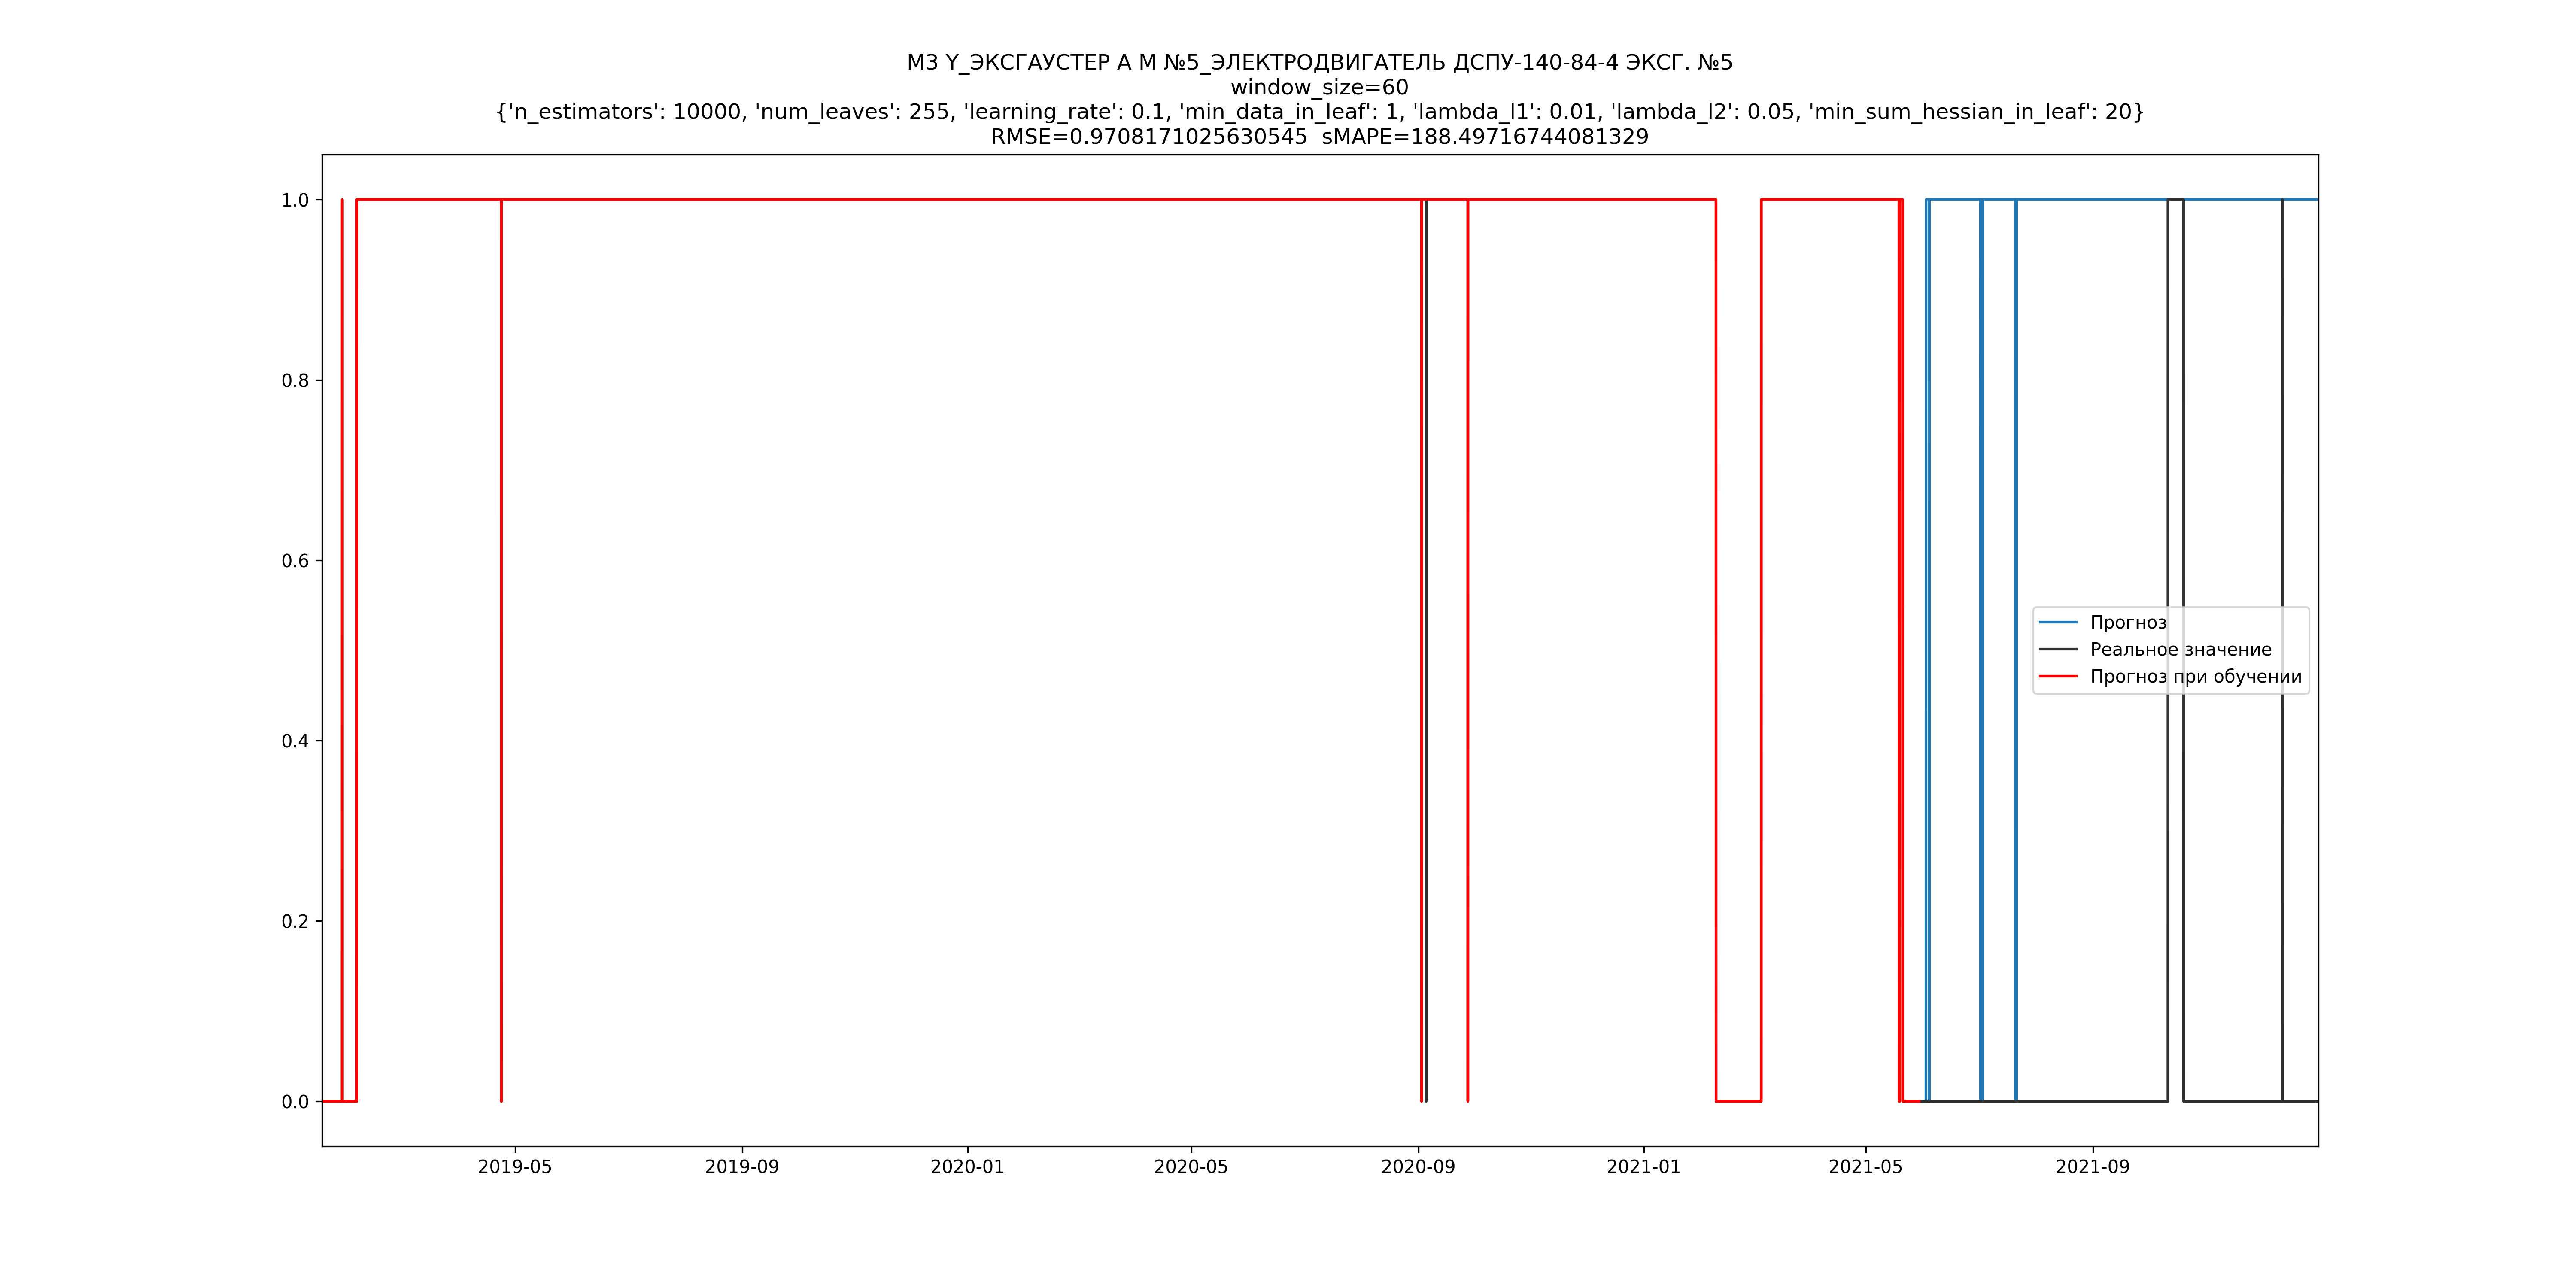 М3 Y_ЭКСГАУСТЕР А М №5_ЭЛЕКТРОДВИГАТЕЛЬ ДСПУ-140-84-4 ЭКСГ. №5
window_size=60
{'n_estimators': 10000, 'num_leaves': 255, 'learning_rate': 0.1, 'min_data_in_leaf': 1, 'lambda_l1': 0.01, 'lambda_l2': 0.05, 'min_sum_hessian_in_leaf': 20}
RMSE=0.9708171025630545 sMAPE=188.49716744081329
1.0
0.8
0.6
0.4
0.2
0.0
Прогноз
Реальное значение
Прогноз при обучении
2019-05
2019-09
2020-01
2020-05
2020-09
2021-01
2021-05
2021-09